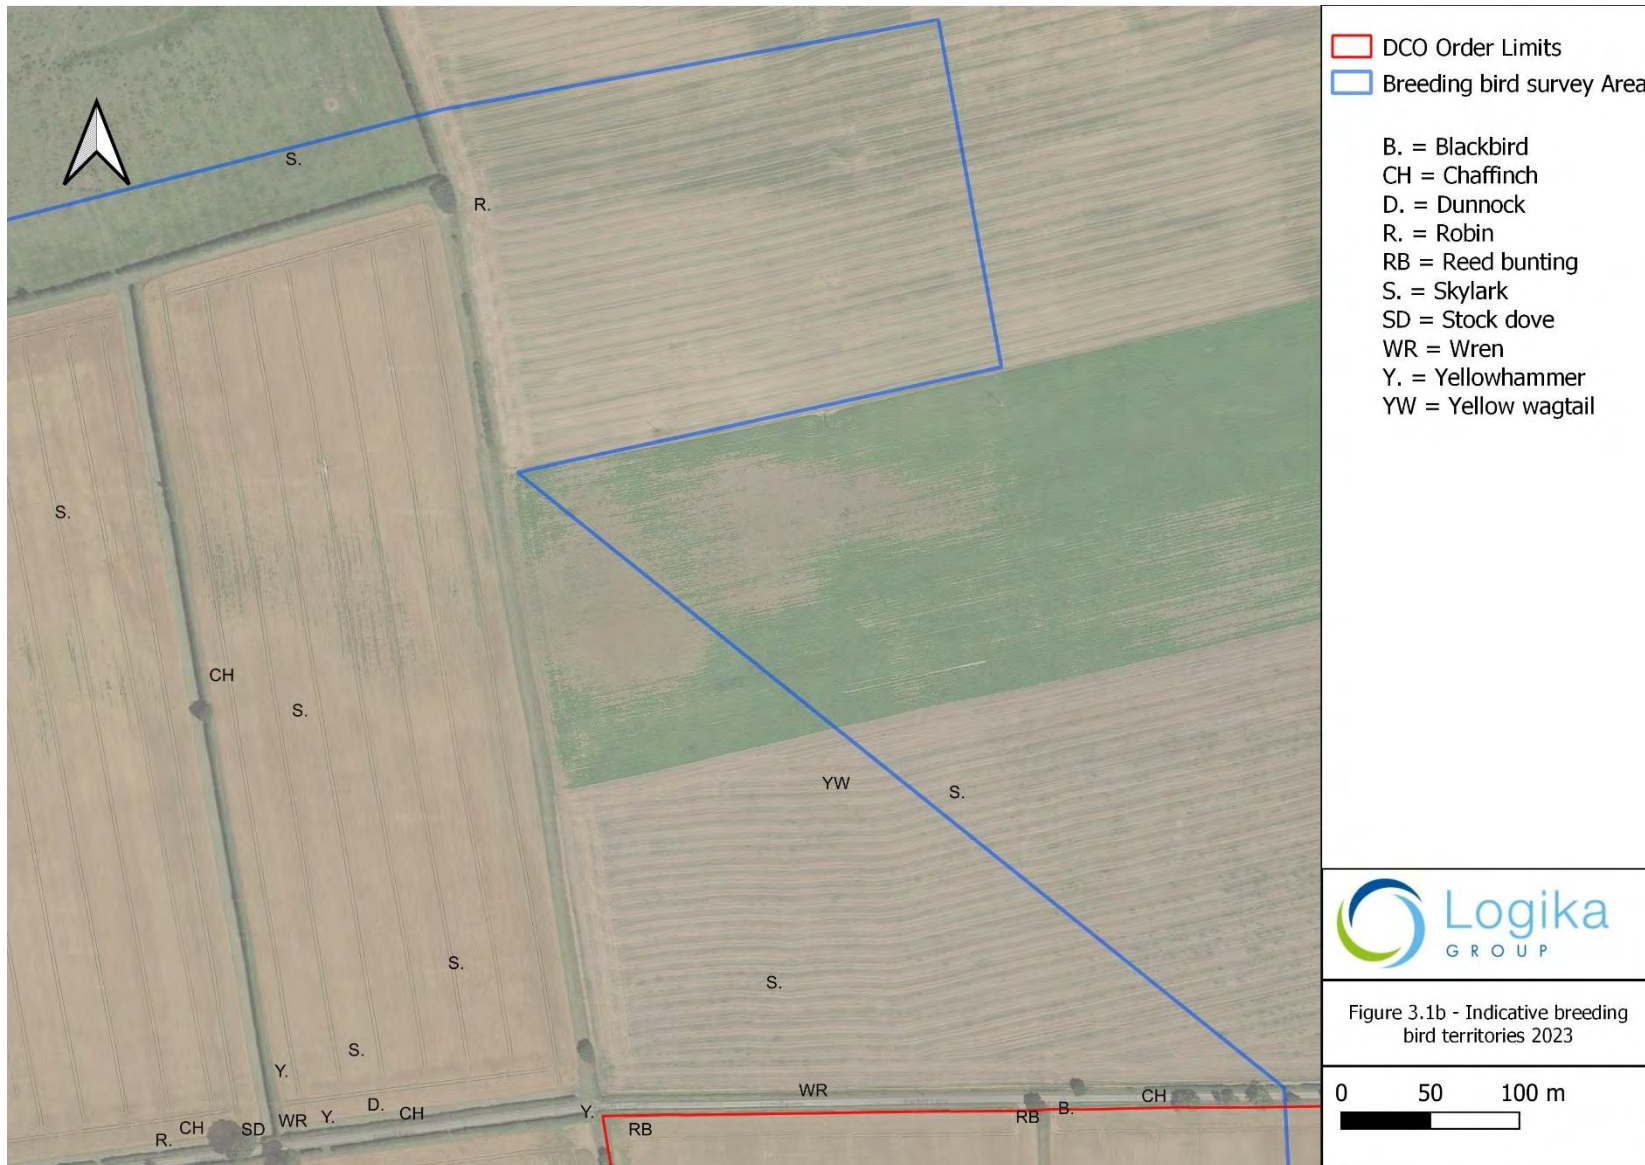 DCO Order Limits
Breeding bird survey Area
B. = Blackbird
CH = Chaffinch
D. = Dunnock
R. = Robin
RB = Reed bunting
S. = Skylark
SD = Stock dove
WR = Wren
Y. = Yellowhammer
YW = Yellow wagtail
S.
R.
S.
CH
S.
YW
S.
S.
S.
S.
Y.
WR
CH
D.
Y.
CH
Y.
B.
RB
WR
SD
CH
RB
R.
Logika
GROUP
Figure 3.1b - Indicative breeding
bird territories 2023
0 50 100 m